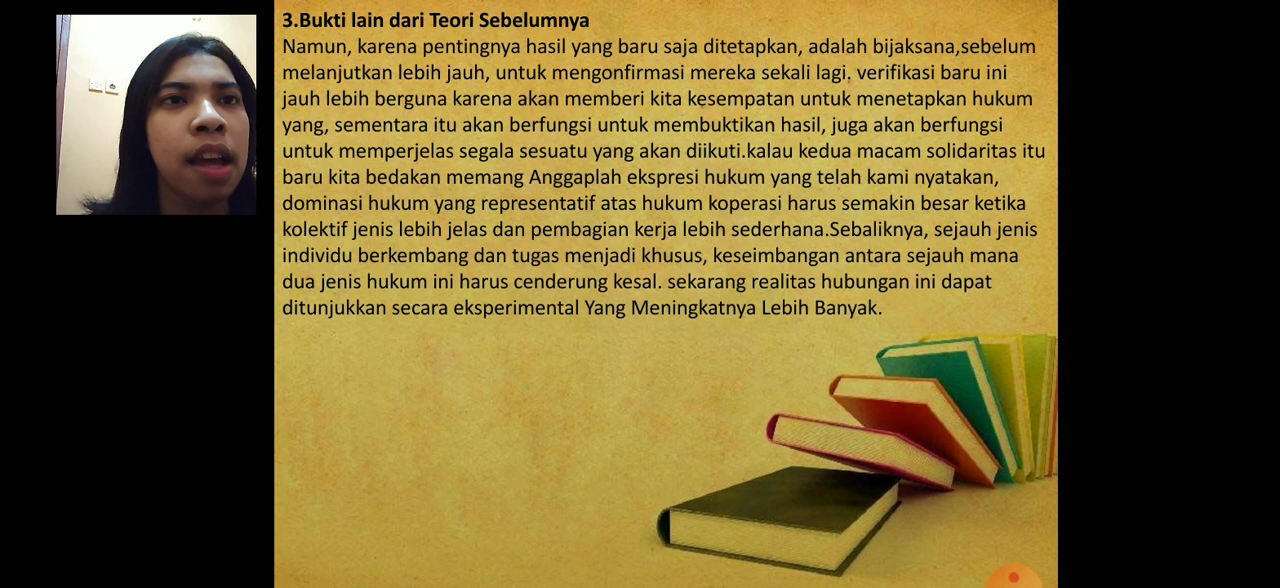 3.Bukti lain dari Teori Sebelumnya
Namun, karena pentingnya hasil yang baru saja ditetapkan, adalah bijaksana,sebelum
melanjutkan lebih jauh, untuk mengonfirmasi mereka sekali lagi. verifikasi baru ini
jauh lebih berguna karena akan memberi kita kesempatan untuk menetapkan hukum
yang, sementara itu akan berfungsi untuk membuktikan hasil, juga akan berfungsi
untuk memperjelas segala sesuatu yang akan diikuti.kalau kedua macam solidaritas itu
baru kita bedakan memang Anggaplah ekspresi hukum yang telah kami nyatakan,
dominasi hukum yang representatif atas hukum koperasi harus semakin besar ketika
kolektif jenis lebih jelas dan pembagian kerja lebih sederhana.Sebaliknya, sejauh jenis
individu berkembang dan tugas menjadi khusus, keseimbangan antara sejauh mana
dua jenis hukum ini harus cenderung kesal. sekarang realitas hubungan ini dapat
ditunjukkan secara eksperimental Yang Meningkatnya Lebih Banyak.